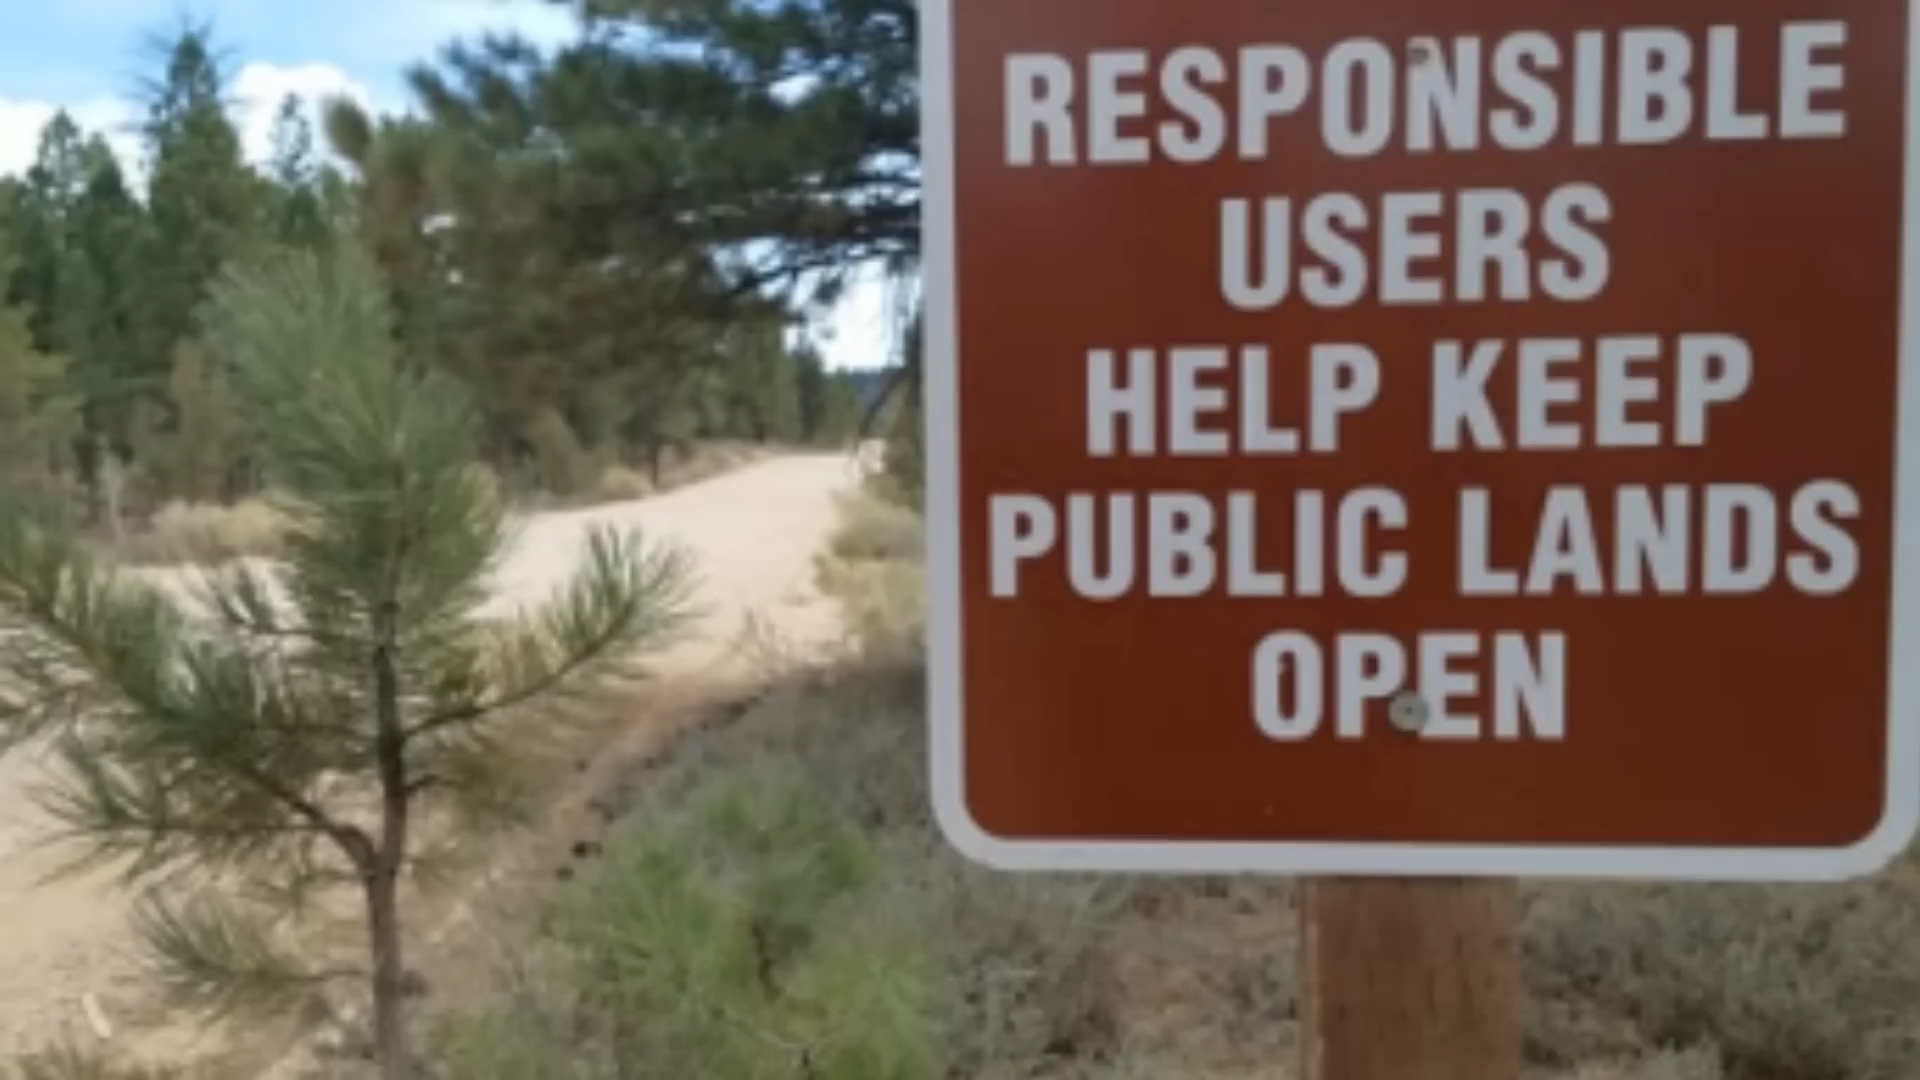 RESPONSIBLE
USERS
HELP KEEP
PUBLIC LANDS
OPEN